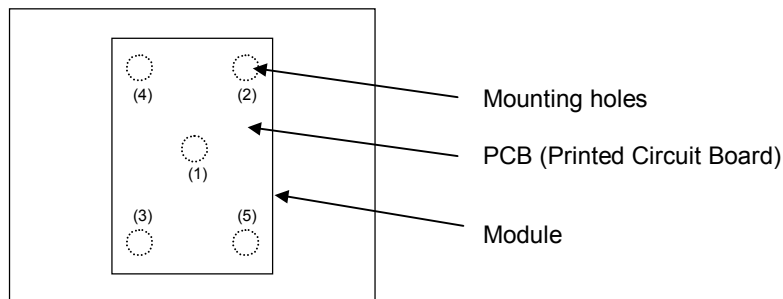 (4) (2)
Mounting holes
PCB (Printed Circuit Board)
(1)
(3) (5)
Module